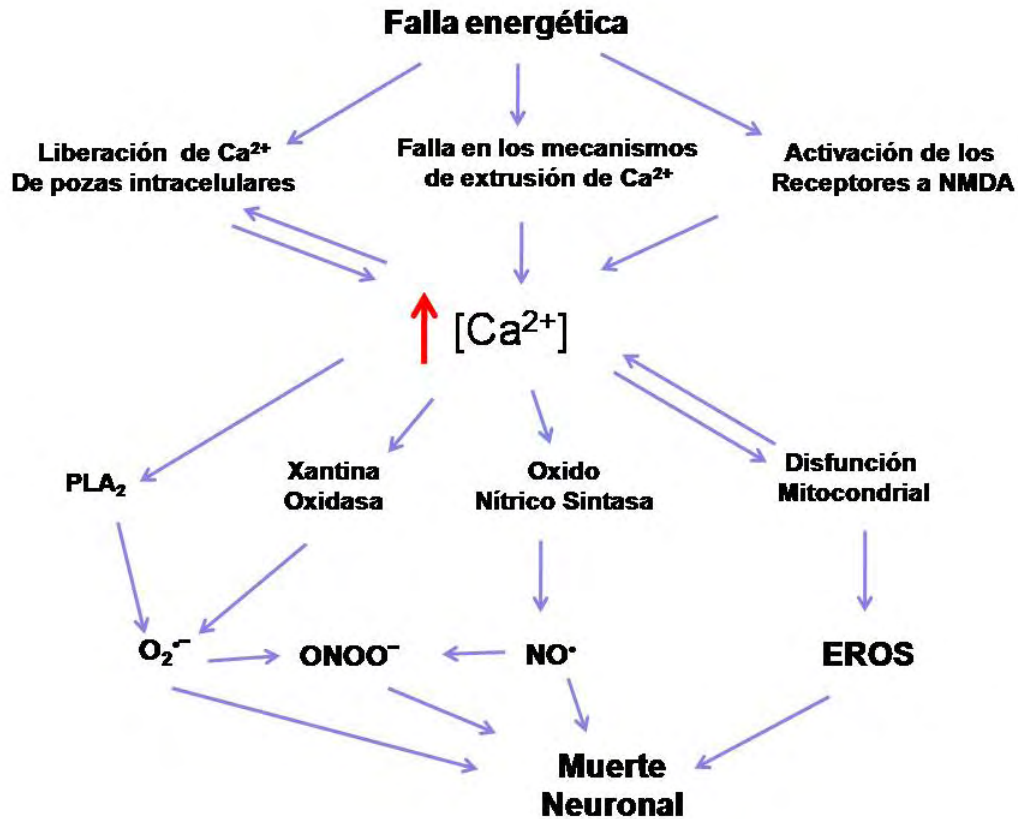 Falla energética
Liberación de Ca²⁺
De pozas intracelulares
Falla en los mecanismos
de extrusión de Ca²⁺
Activación de los
Receptores a NMDA
[Ca²⁺]
PLA₂
Xantina
Oxidasa
Oxido
Nítrico Sintasa
Disfunción
Mitocondrial
O₂•⁻
ONOO⁻
NO•
EROS
Muerte
Neuronal